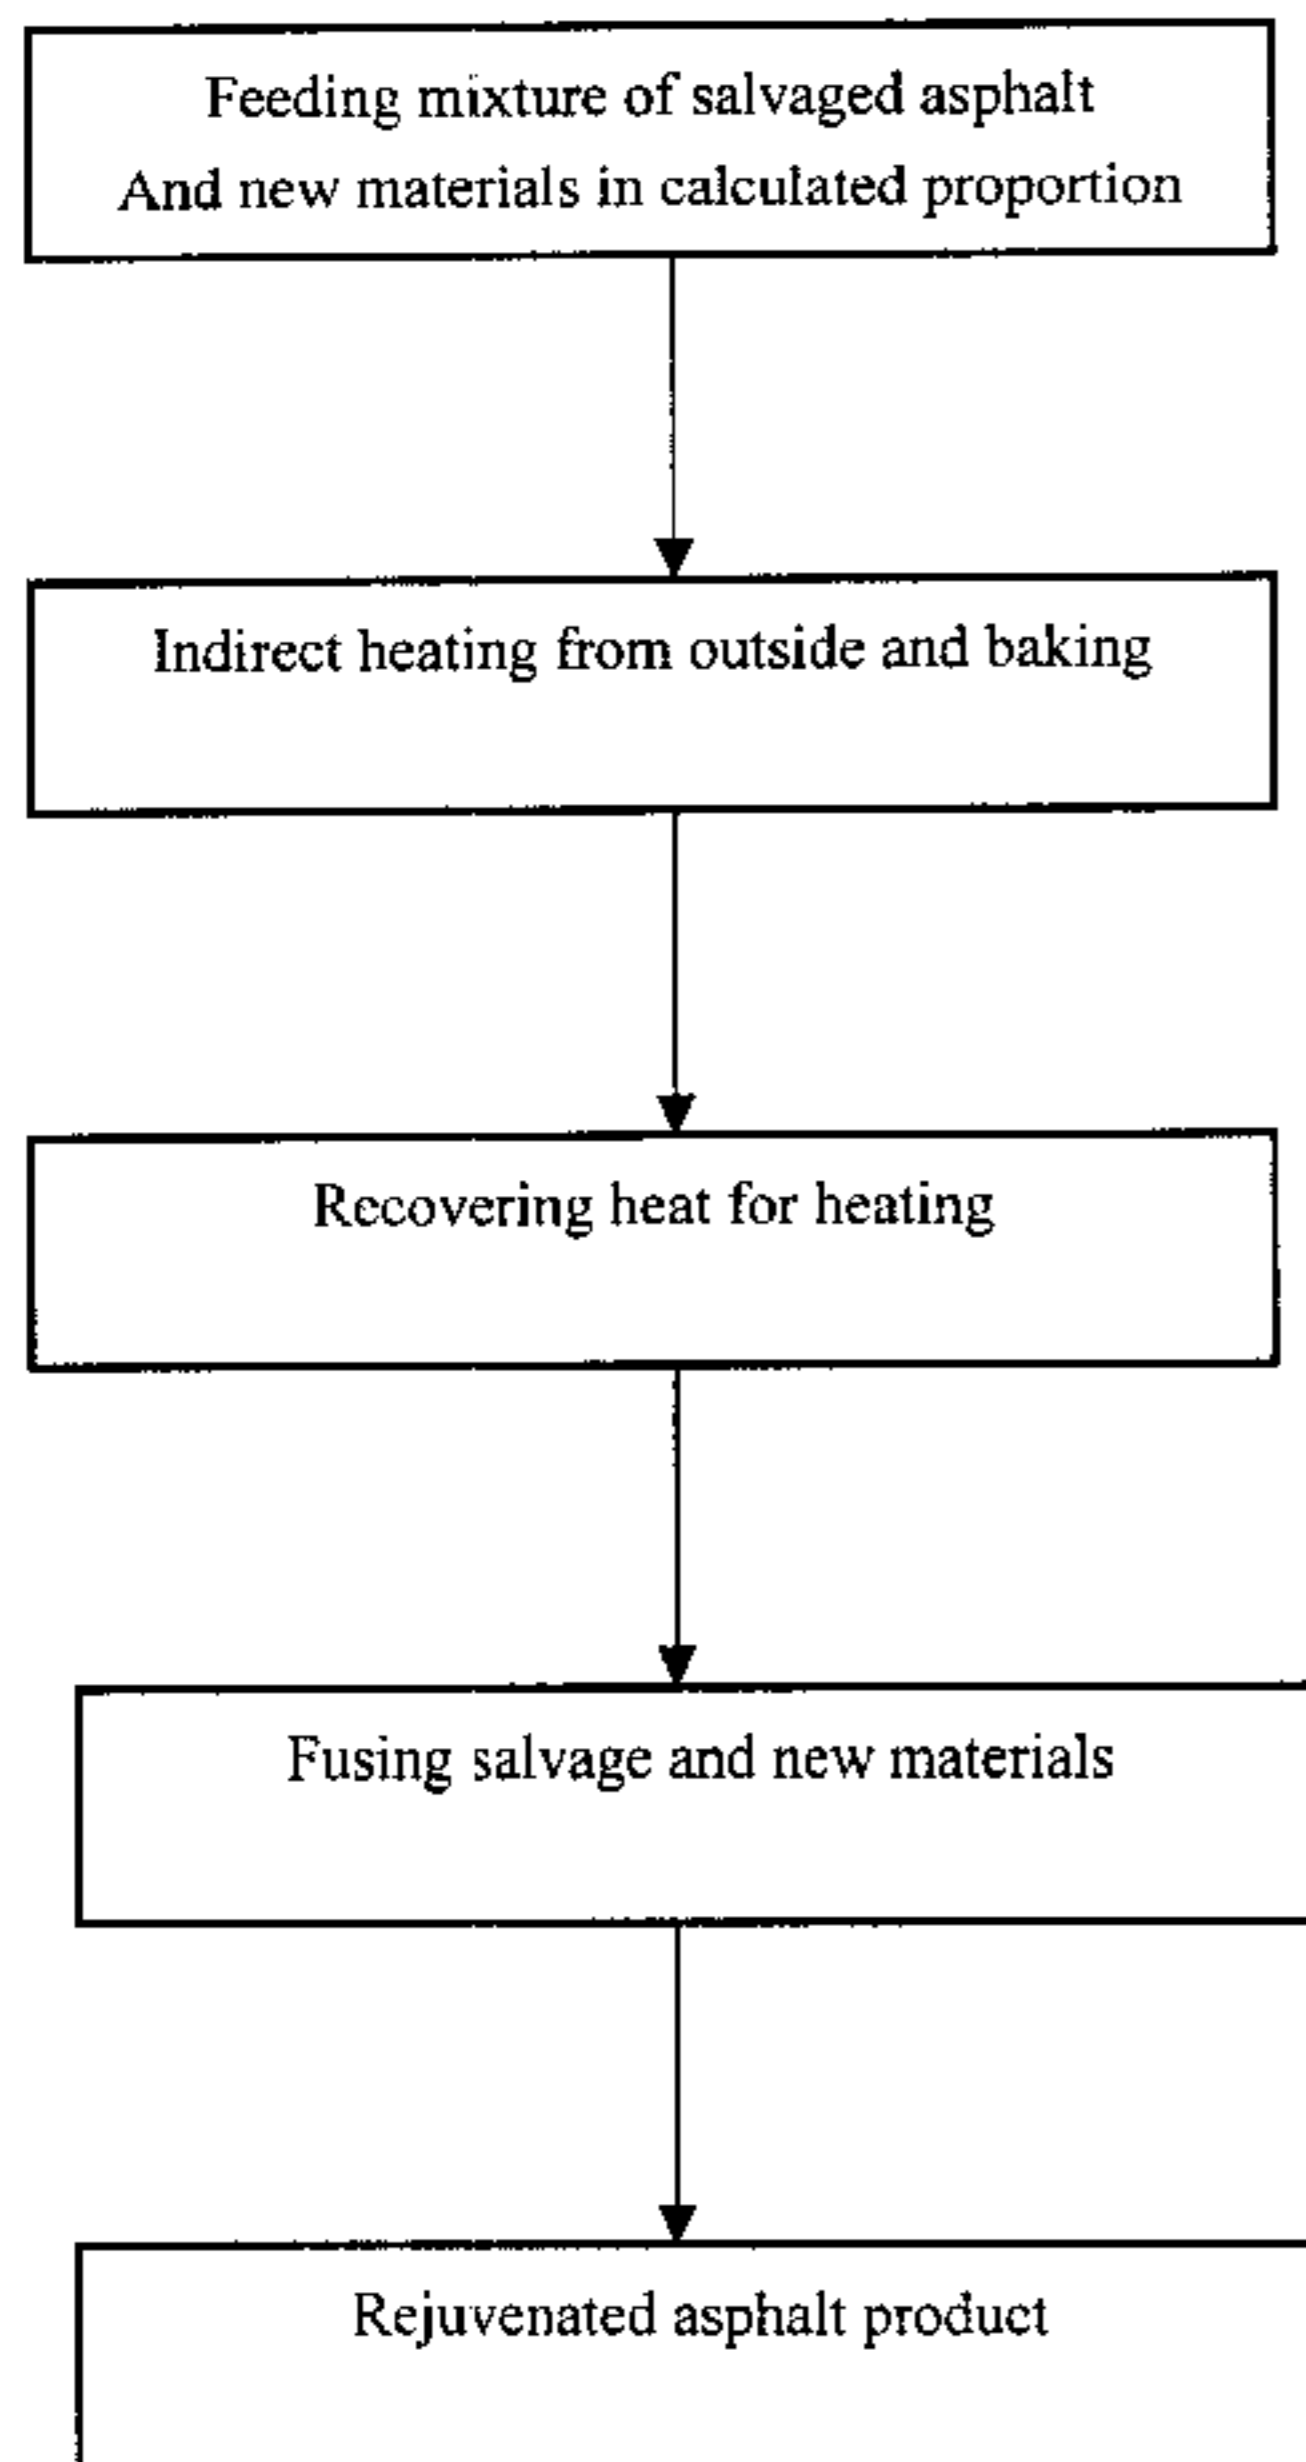 Feeding mixture of salvaged asphalt
And new materials in calculated proportion
Indirect heating from outside and baking
Recovering heat for heating
Fusing salvage and new materials
Rejuvenated asphalt product